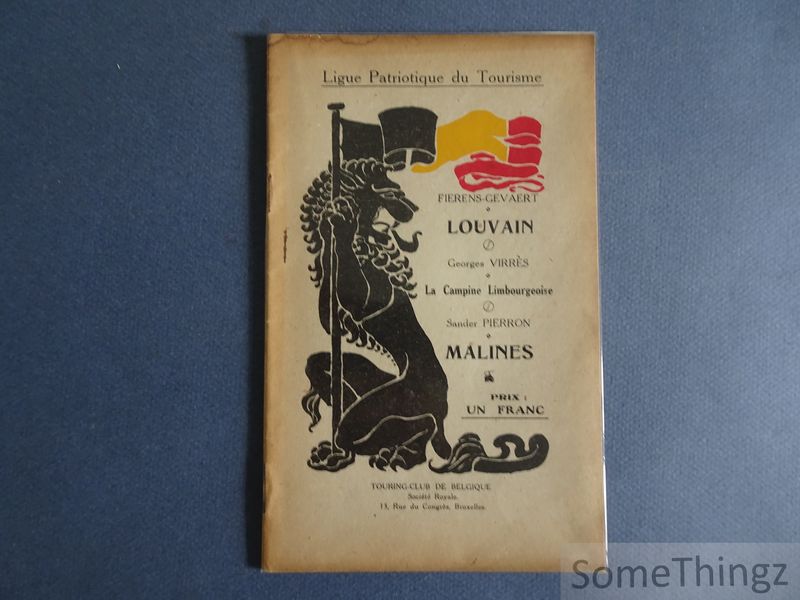 Ligue Patriotique du Tourisme
FIERENS-GEVAERT
LOUVAIN
Georges VIRRÈS
La Campine Limbourgeoise
Sander PIERRON
MALINES
PRIX :
UN FRANC
TOURING-CLUB DE BELGIQUE
Société Royale.
13, Rue du Congrès, Bruxelles.
SomeThingz